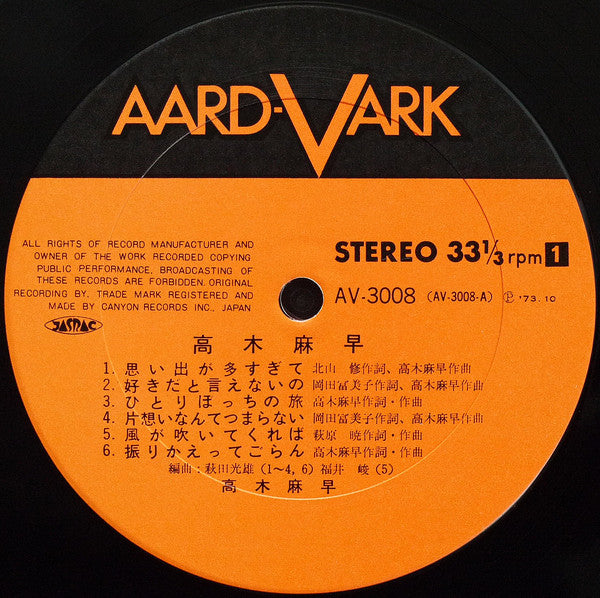 AARD-VARK
ALL RIGHTS OF RECORD MANUFACTURER AND
OWNER OF THE WORK RECORDED COPYING
PUBLIC PERFORMANCE, BROADCASTING OF
THESE RECORDS ARE FORBIDDEN. ORIGINAL
RECORDING BY. TRADE MARK REGISTERED AND
MADE BY CANYON RECORDS INC., JAPAN
JASRAC
STEREO 33 1/3 rpm 1
AV-3008 (AV-3008-A) Ⓟ '73.10
高木麻早
1. 思い出が多すぎて 北山 修作詞、高木麻早作曲
2. 好きだと言えないの 岡田冨美子作詞、高木麻早作曲
3. ひとりぼっちの旅 高木麻早作詞・作曲
4. 片想いなんてつまらない 岡田冨美子作詞、高木麻早作曲
5. 風が吹いてくれば 萩原 暁作詞・作曲
6. 振りかえってごらん 高木麻早作詞・作曲
編曲：萩田光雄 (1〜4, 6) 福井 崚 (5)
高木麻早